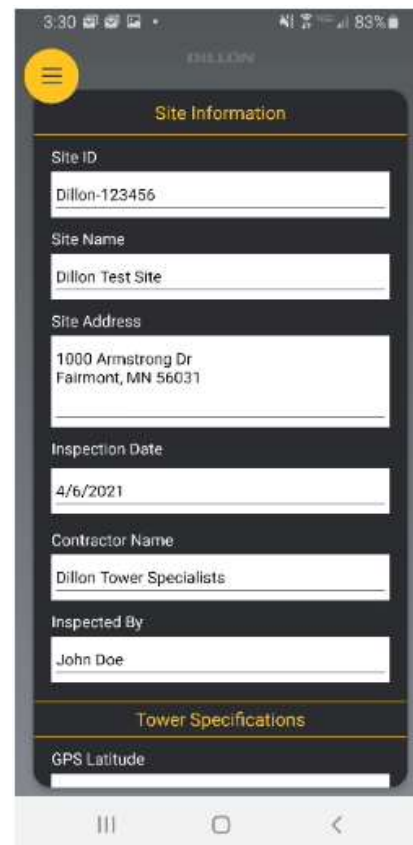 3:30
83%
DILLON
Site Information
Site ID
Dillon-123456
Site Name
Dillon Test Site
Site Address
1000 Armstrong Dr
Fairmont, MN 56031
Inspection Date
4/6/2021
Contractor Name
Dillon Tower Specialists
Inspected By
John Doe
Tower Specifications
GPS Latitude